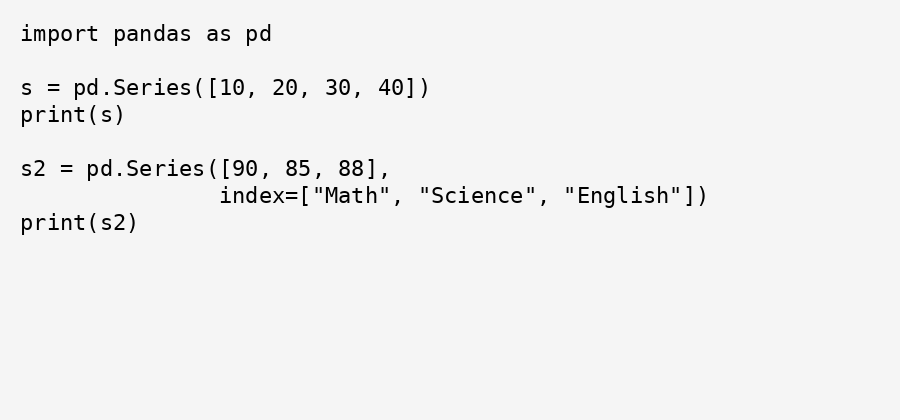 import pandas as pd
s = pd.Series([10, 20, 30, 40])
print(s)
s2 = pd.Series([90, 85, 88],
               index=["Math", "Science", "English"])
print(s2)